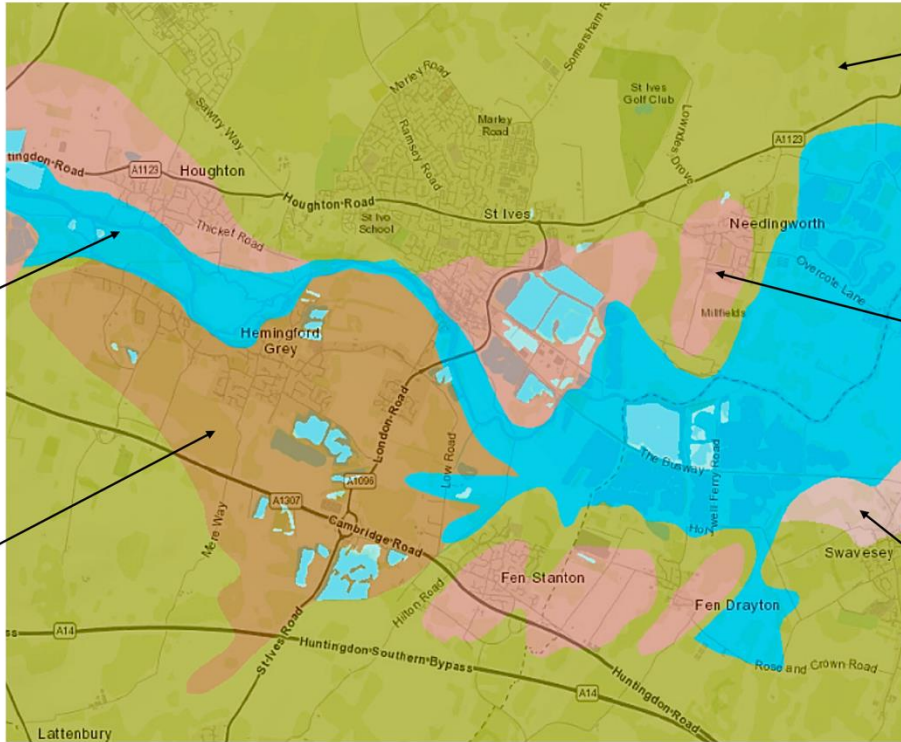 Somersham R
Marley Road
St Ives
Golf Club
Marley
Road
Sawtry Way
Ramsey Road
Lowndes Drove
A1123
tingdon-Road
A1123
Houghton
Houghton-Road
St Ives
St Ivo
School
Needingworth
Thicket Road
Overcote Lane
Millfields
Hemingford
Grey
London-Road
Low Road
The Busway
well Ferry Road
A1096
A1307
Mere Way
Cambridge Road
Swavesey
Fen Stanton
Hilton Road
Fen Drayton
ss
A14
St-Ives Road
Huntingdon Southern-Bypass
Rose and Crown-Road
A14
Huntingdon-Road
Lattenbury